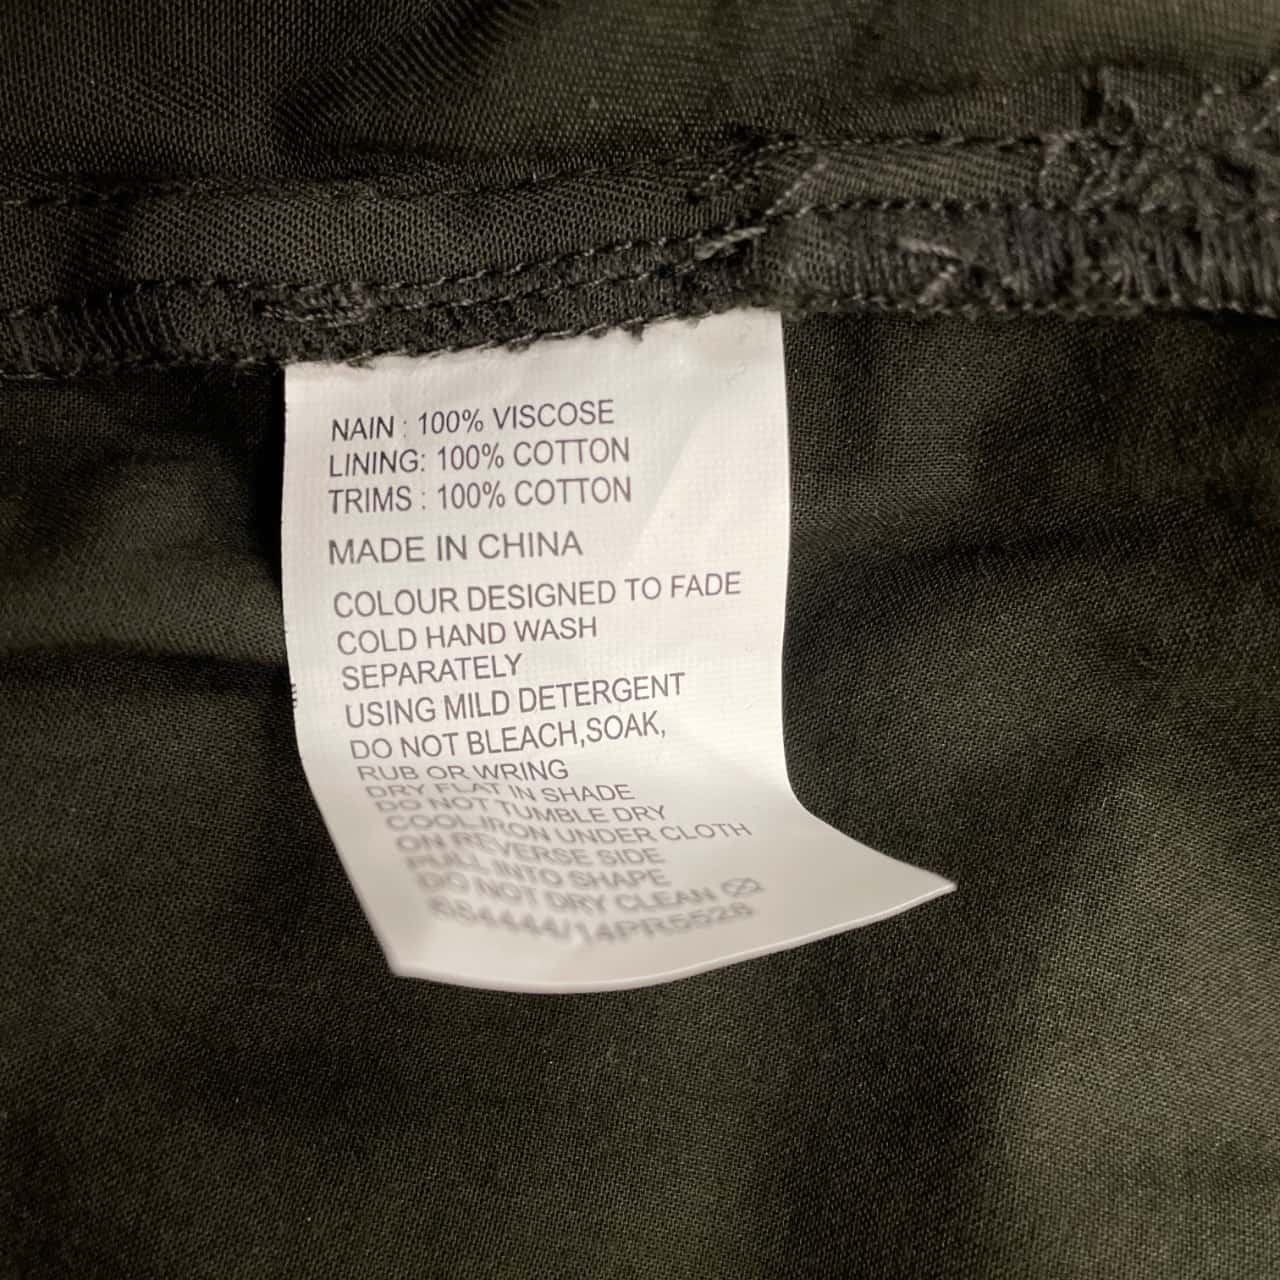 NAIN : 100% VISCOSE
LINING: 100% COTTON
TRIMS : 100% COTTON
MADE IN CHINA
COLOUR DESIGNED TO FADE
COLD HAND WASH
SEPARATELY
USING MILD DETERGENT
DO NOT BLEACH,SOAK,
RUB OR WRING
DRY FLAT IN SHADE
DO NOT TUMBLE DRY
COOL IRON UNDER CLOTH
ON REVERSE SIDE
PULL INTO SHAPE
DO NOT DRY CLEAN